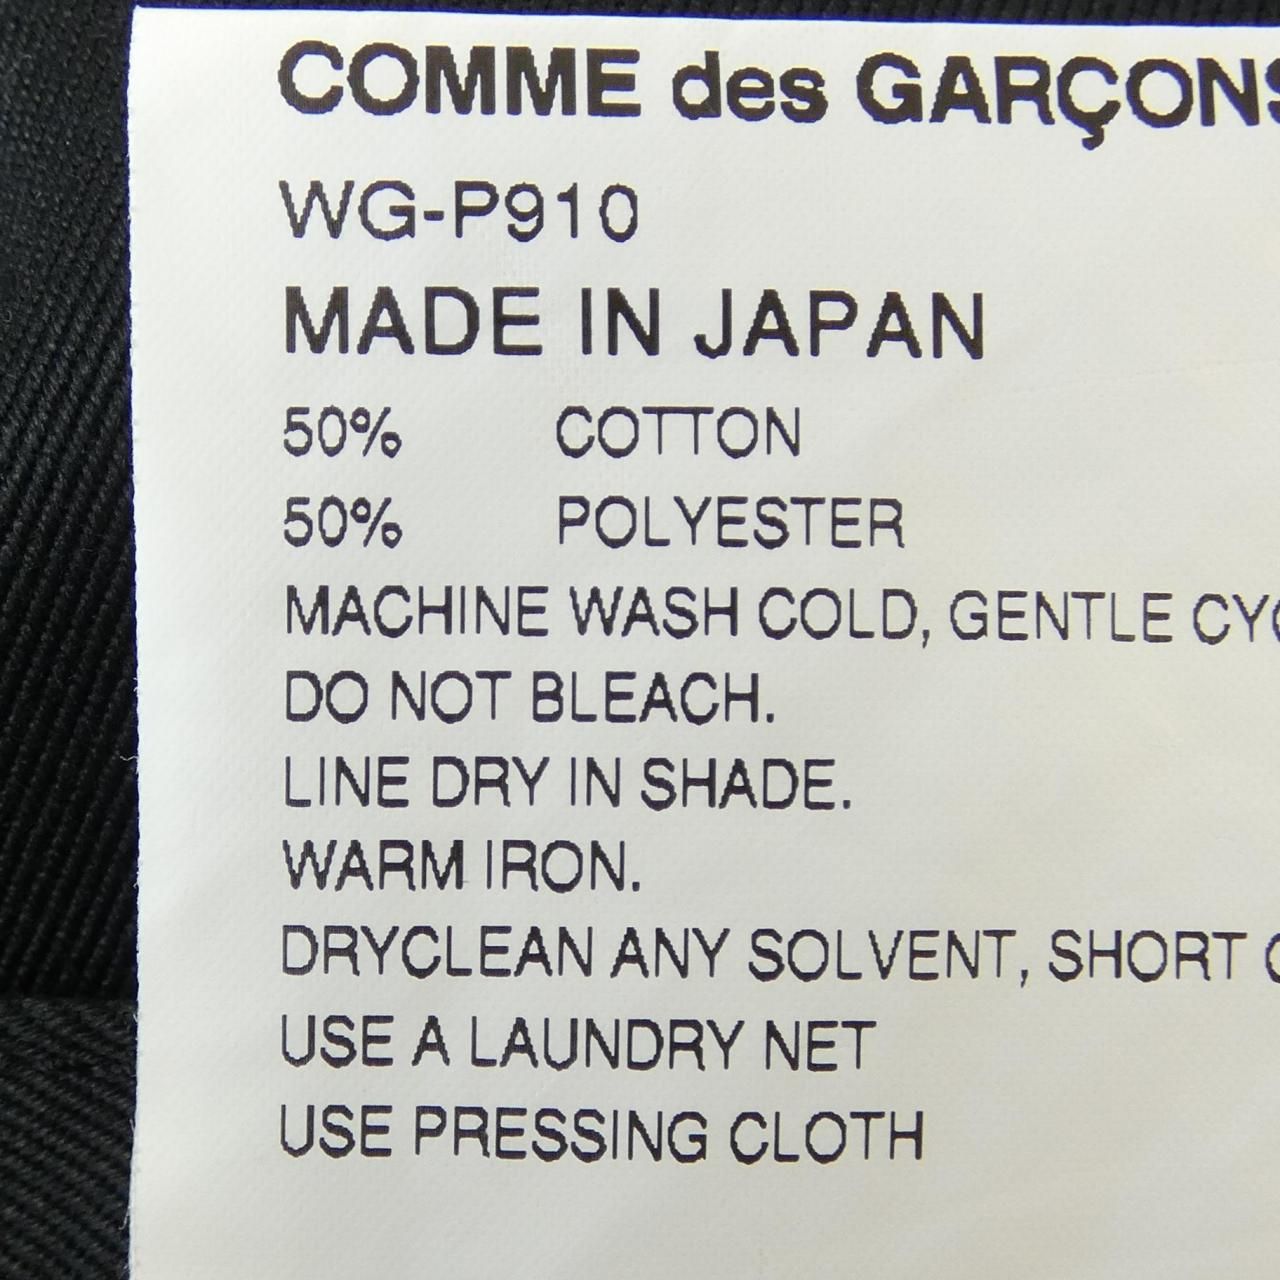 COMME des GARÇONS
WG-P910
MADE IN JAPAN
50% COTTON
50% POLYESTER
MACHINE WASH COLD, GENTLE CY
DO NOT BLEACH.
LINE DRY IN SHADE.
WARM IRON.
DRYCLEAN ANY SOLVENT, SHORT
USE A LAUNDRY NET
USE PRESSING CLOTH